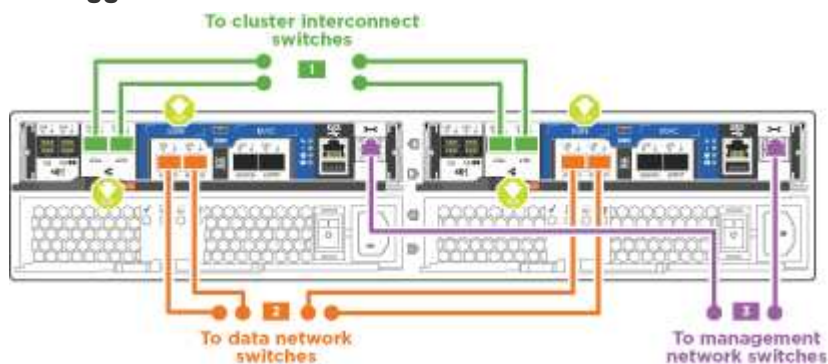 To cluster interconnect
switches
1
2
3
To data network
switches
To management
network switches